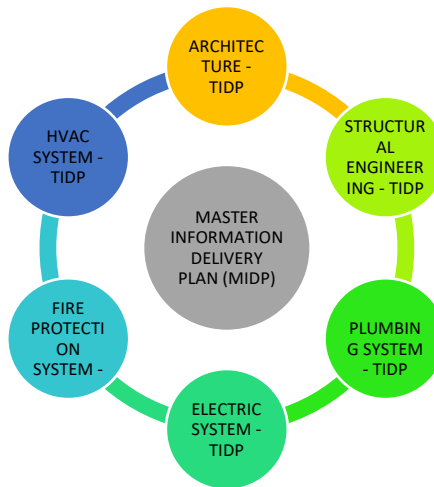 ARCHITEC
TURE -
TIDP
STRUCTUR
AL
ENGINEER
ING - TIDP
PLUMBIN
G SYSTEM
- TIDP
ELECTRIC
SYSTEM -
TIDP
FIRE
PROTECTI
ON
SYSTEM -
HVAC
SYSTEM -
TIDP
MASTER
INFORMATION
DELIVERY
PLAN (MIDP)